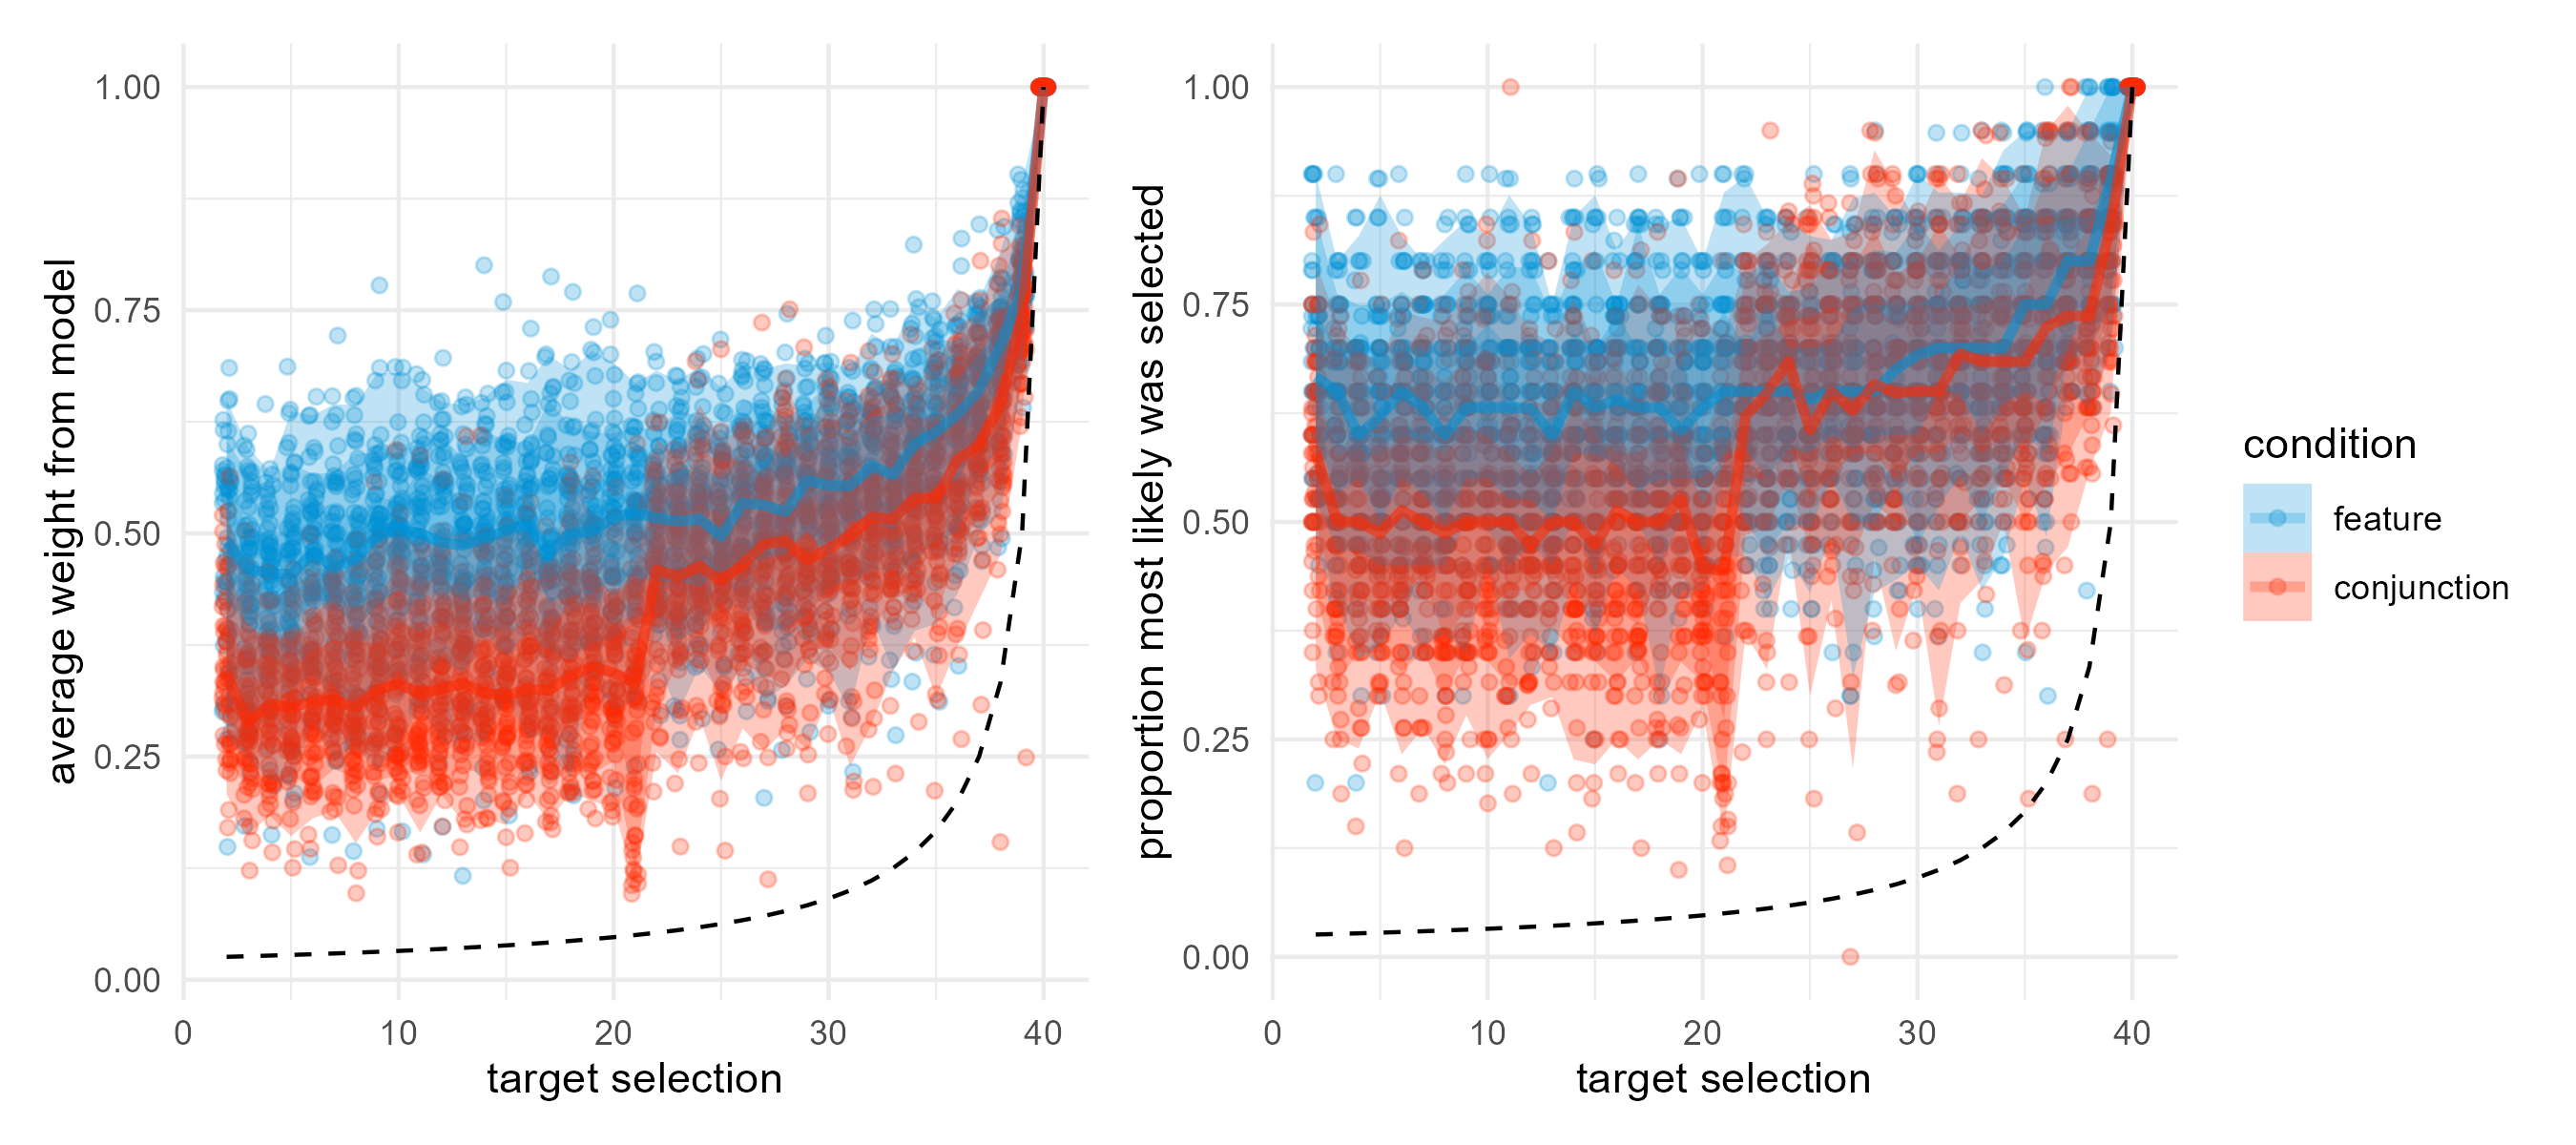 average weight from model
1.00
0.75
0.50
0.25
0.00
0 10 20 30 40
target selection
proportion most likely was selected
1.00
0.75
0.50
0.25
0.00
0 10 20 30 40
target selection
condition
feature
conjunction